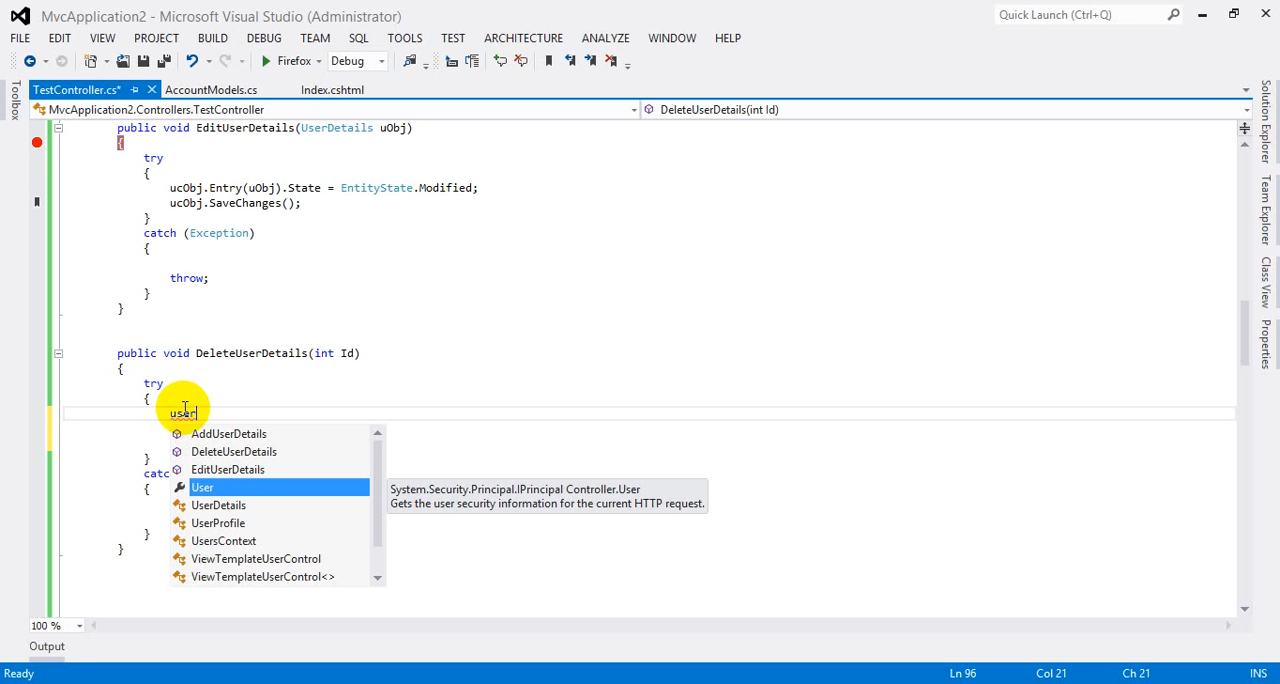 MvcApplication2 - Microsoft Visual Studio (Administrator)
Quick Launch (Ctrl+Q)
FILE EDIT VIEW PROJECT BUILD DEBUG TEAM SQL TOOLS TEST ARCHITECTURE ANALYZE WINDOW HELP
Firefox Debug
TestController.cs* AccountModels.cs Index.cshtml
MvcApplication2.Controllers.TestController DeleteUserDetails(int Id)
public void EditUserDetails(UserDetails uObj)
{
try
{
ucObj.Entry(uObj).State = EntityState.Modified;
ucObj.SaveChanges();
}
catch (Exception)
{
throw;
}
}
public void DeleteUserDetails(int Id)
{
try
{
user
AddUserDetails
DeleteUserDetails
EditUserDetails
User
UserDetails
UserProfile
UsersContext
ViewTemplateUserControl
ViewTemplateUserControl<>
System.Security.Principal.IPrincipal Controller.User
Gets the user security information for the current HTTP request.
}
catc
{
}
}
100 %
Output
Ready Ln 96 Col 21 Ch 21 INS
Toolbox
Solution Explorer
Team Explorer
Class View
Properties